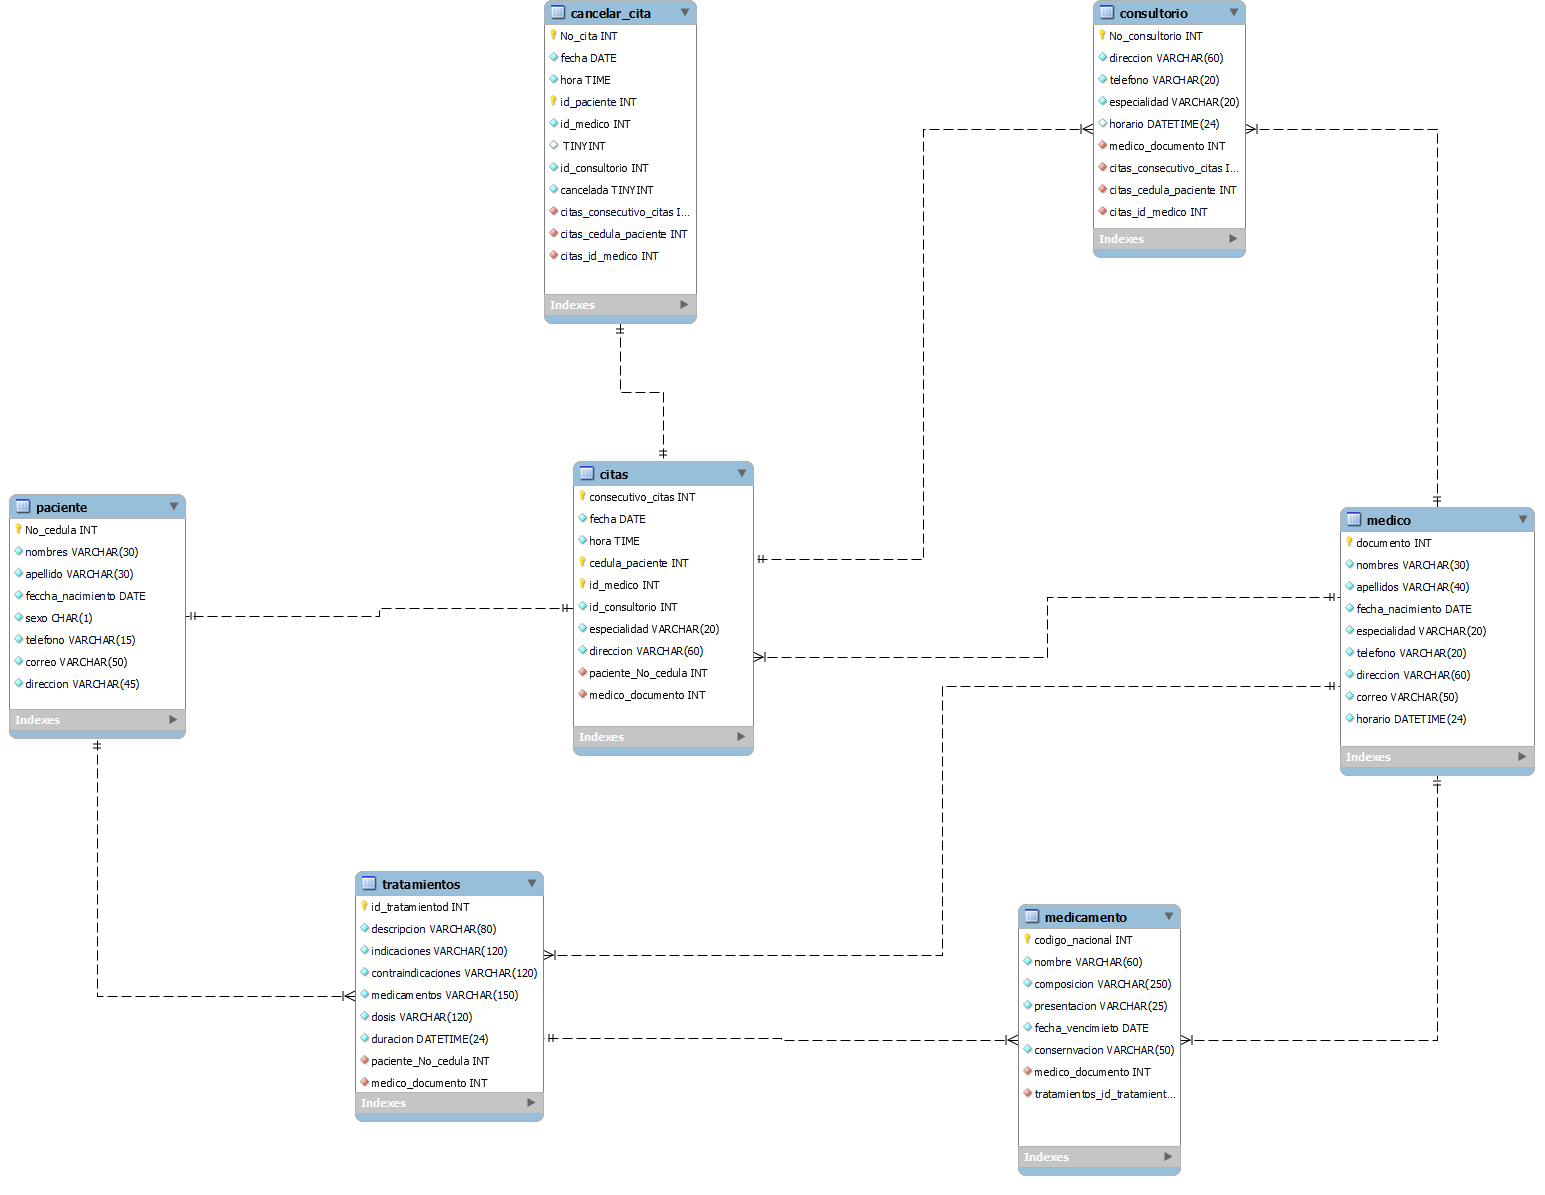 cancelar_cita
No_cita INT
fecha DATE
hora TIME
id_paciente INT
id_medico INT
TINYINT
id_consultorio INT
cancelada TINYINT
citas_consecutivo_citas I...
citas_cedula_paciente INT
citas_id_medico INT
Indexes
consultorio
No_consultorio INT
direccion VARCHAR(60)
telefono VARCHAR(20)
especialidad VARCHAR(20)
horario DATETIME(24)
medico_documento INT
citas_consecutivo_citas I...
citas_cedula_paciente INT
citas_id_medico INT
Indexes
paciente
No_cedula INT
nombres VARCHAR(30)
apellido VARCHAR(30)
feccha_nacimiento DATE
sexo CHAR(1)
telefono VARCHAR(15)
correo VARCHAR(50)
direccion VARCHAR(45)
Indexes
citas
consecutivo_citas INT
fecha DATE
hora TIME
cedula_paciente INT
id_medico INT
id_consultorio INT
especialidad VARCHAR(20)
direccion VARCHAR(60)
paciente_No_cedula INT
medico_documento INT
Indexes
medico
documento INT
nombres VARCHAR(30)
apellidos VARCHAR(40)
fecha_nacimiento DATE
especialidad VARCHAR(20)
telefono VARCHAR(20)
direccion VARCHAR(60)
correo VARCHAR(50)
horario DATETIME(24)
Indexes
tratamientos
id_tratamientod INT
descripcion VARCHAR(80)
indicaciones VARCHAR(120)
contraindicaciones VARCHAR(120)
medicamentos VARCHAR(150)
dosis VARCHAR(120)
duracion DATETIME(24)
paciente_No_cedula INT
medico_documento INT
Indexes
medicamento
codigo_nacional INT
nombre VARCHAR(60)
composicion VARCHAR(250)
presentacion VARCHAR(25)
fecha_vencimieto DATE
consernvacion VARCHAR(50)
medico_documento INT
tratamientos_id_tratamient...
Indexes